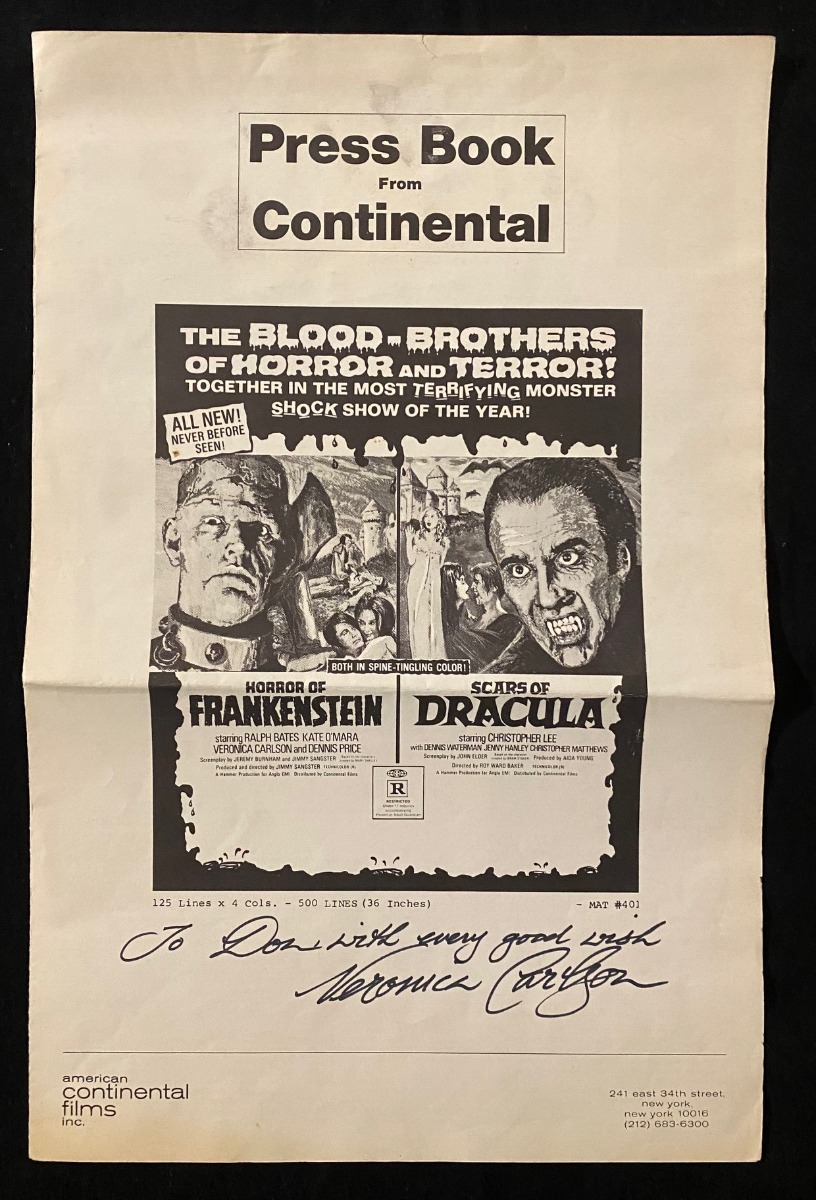 Press Book
From
Continental
THE BLOOD-BROTHERS
OF HORROR AND TERROR!
TOGETHER IN THE MOST TERRIFYING MONSTER
SHOCK SHOW OF THE YEAR!
ALL NEW!
NEVER BEFORE
SEEN!
BOTH IN SPINE-TINGLING COLOR!
HORROR OF
FRANKENSTEIN
starring RALPH BATES KATE O'MARA
VERONICA CARLSON and DENNIS PRICE
Screenplay by JEREMY BURNHAM and JIMMY SANGSTER
Produced and directed by JIMMY SANGSTER TECHNICOLOR (R)
A Hammer Production for Anglo EMI Distributed by Continental Films
SCARS OF
DRACULA
starring CHRISTOPHER LEE
with DENNIS WATERMAN JENNY HANLEY CHRISTOPHER MATTHEWS
Screenplay by JOHN ELDER Produced by AIDA YOUNG
Directed by ROY WARD BAKER TECHNICOLOR (R)
A Hammer Production for Anglo EMI Distributed by Continental Films
R
RESTRICTED
125 Lines x 4 Cols. - 500 LINES (36 Inches)
- MAT #401
To Don, with every good wish
Veronica Carlson
american
continental
films
inc.
241 east 34th street,
new york,
new york 10016
(212) 683-6300